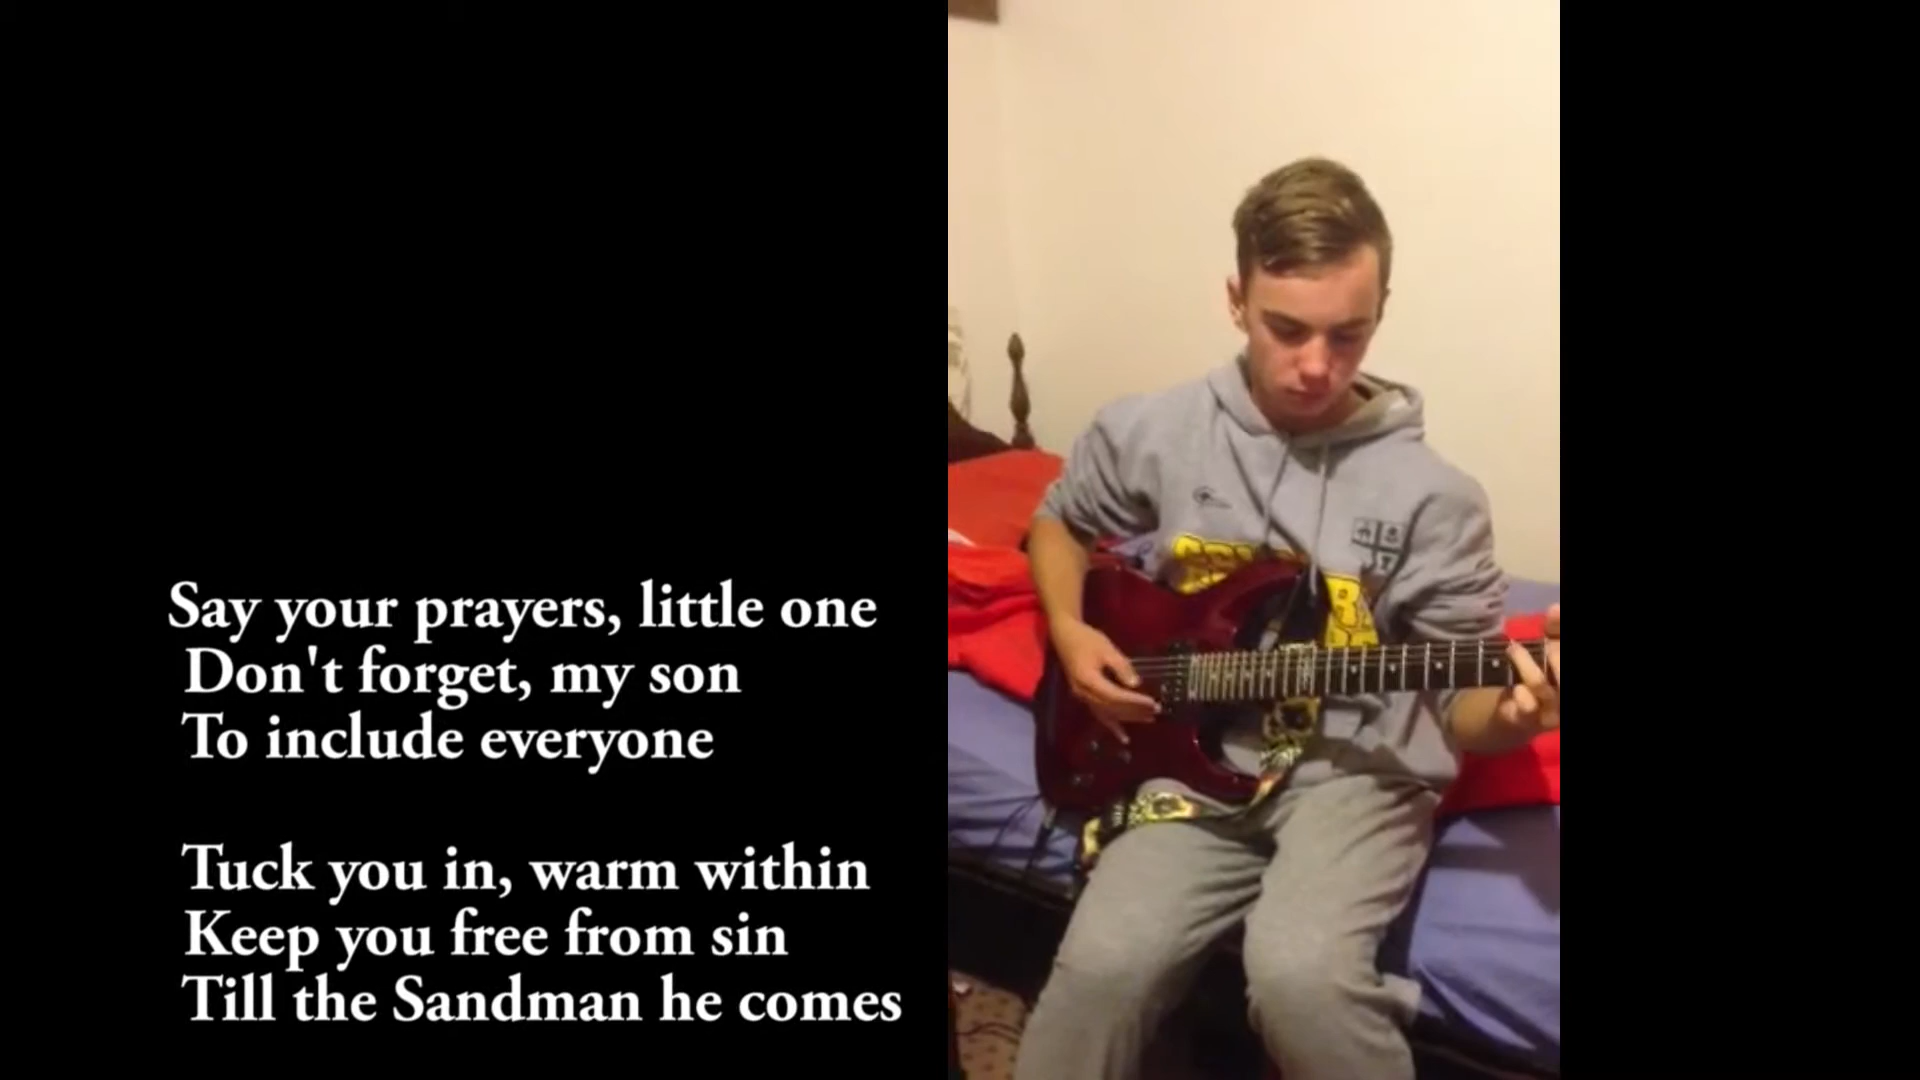 Say your prayers, little one
Don't forget, my son
To include everyone
Tuck you in, warm within
Keep you free from sin
Till the Sandman he comes